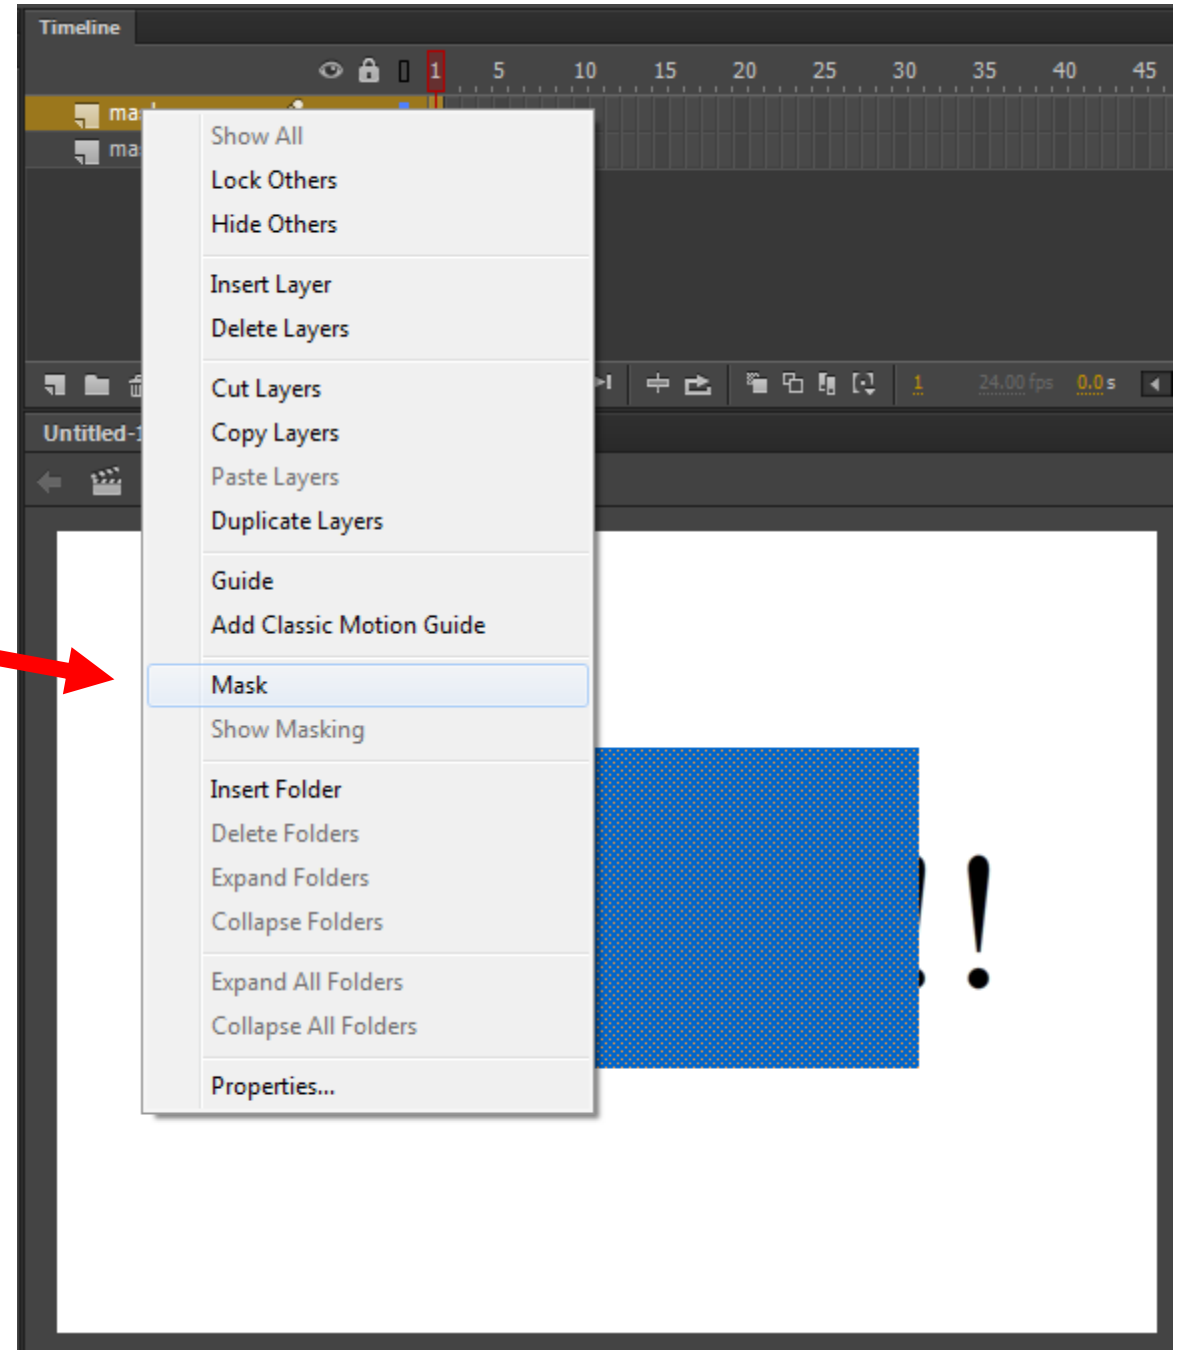 Timeline
1 5 10 15 20 25 30 35 40 45
Show All
Lock Others
Hide Others
Insert Layer
Delete Layers
Cut Layers
1 24.00 fps 0.0 s
Copy Layers
Paste Layers
Duplicate Layers
Guide
Add Classic Motion Guide
Mask
Show Masking
Insert Folder
Delete Folders
Expand Folders
Collapse Folders
Expand All Folders
Collapse All Folders
Properties...
!!